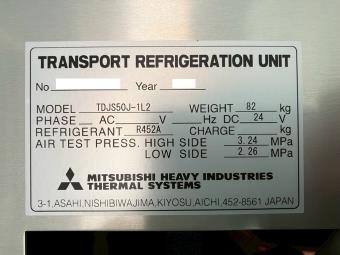 TRANSPORT REFRIGERATION UNIT
No Year
MODEL TDJS50J-1L2 WEIGHT 82 kg
PHASE AC V Hz DC 24 V
REFRIGERANT R452A CHARGE kg
AIR TEST PRESS. HIGH SIDE 3.24 MPa
LOW SIDE 2.26 MPa
MITSUBISHI HEAVY INDUSTRIES
THERMAL SYSTEMS
3-1,ASAHI,NISHIBIWAJIMA,KIYOSU,AICHI,452-8561 JAPAN